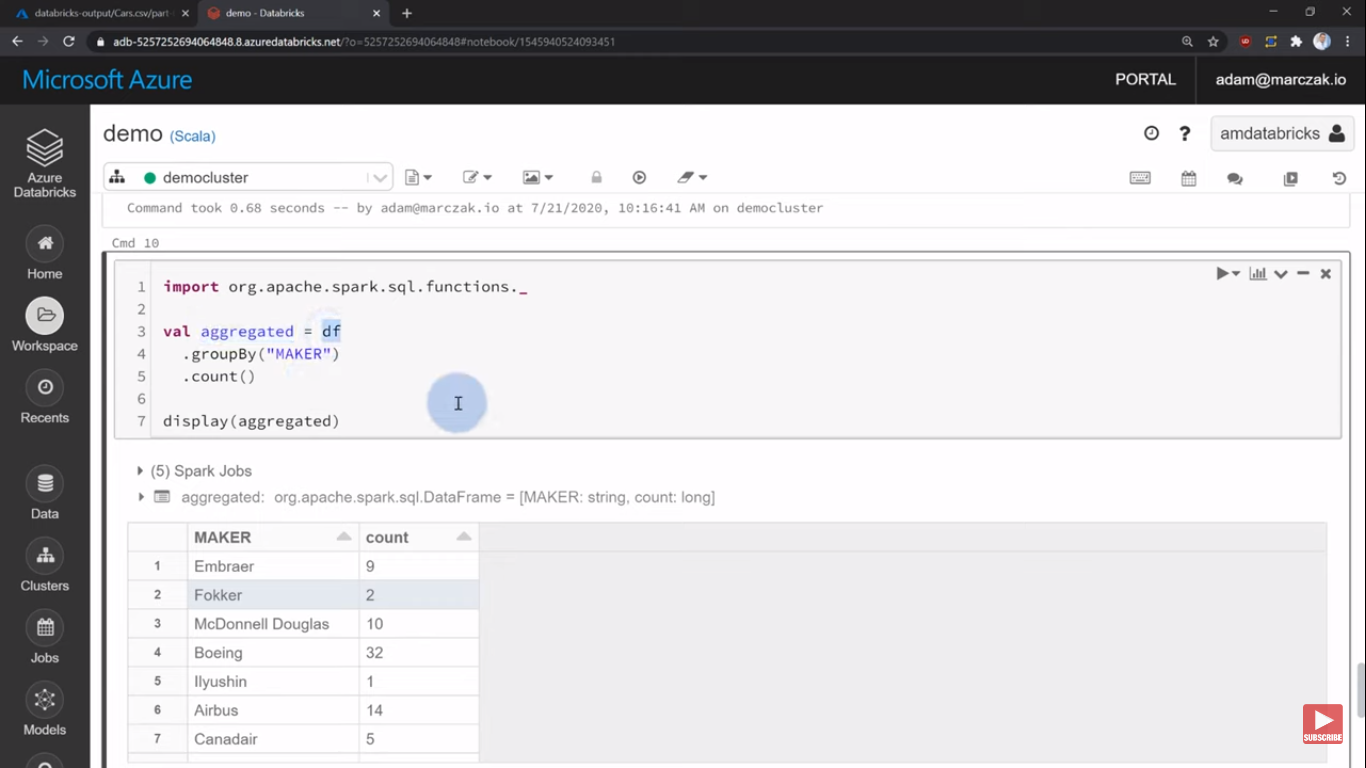 databricks-output/Cars.csv/part-
demo - Databricks
adb-5257252694064848.8.azuredatabricks.net/?o=5257252694064848#notebook/1545940524093451
Microsoft Azure
PORTAL
adam@marczak.io
Azure
Databricks
Home
Workspace
Recents
Data
Clusters
Jobs
Models
demo (Scala)
? amdatabricks
democluster
Command took 0.68 seconds -- by adam@marczak.io at 7/21/2020, 10:16:41 AM on democluster
Cmd 10
1 import org.apache.spark.sql.functions._
2
3 val aggregated = df
4 .groupBy("MAKER")
5 .count()
6
7 display(aggregated)
(5) Spark Jobs
aggregated: org.apache.spark.sql.DataFrame = [MAKER: string, count: long]
MAKER count
1 Embraer 9
2 Fokker 2
3 McDonnell Douglas 10
4 Boeing 32
5 Ilyushin 1
6 Airbus 14
7 Canadair 5
SUBSCRIBE